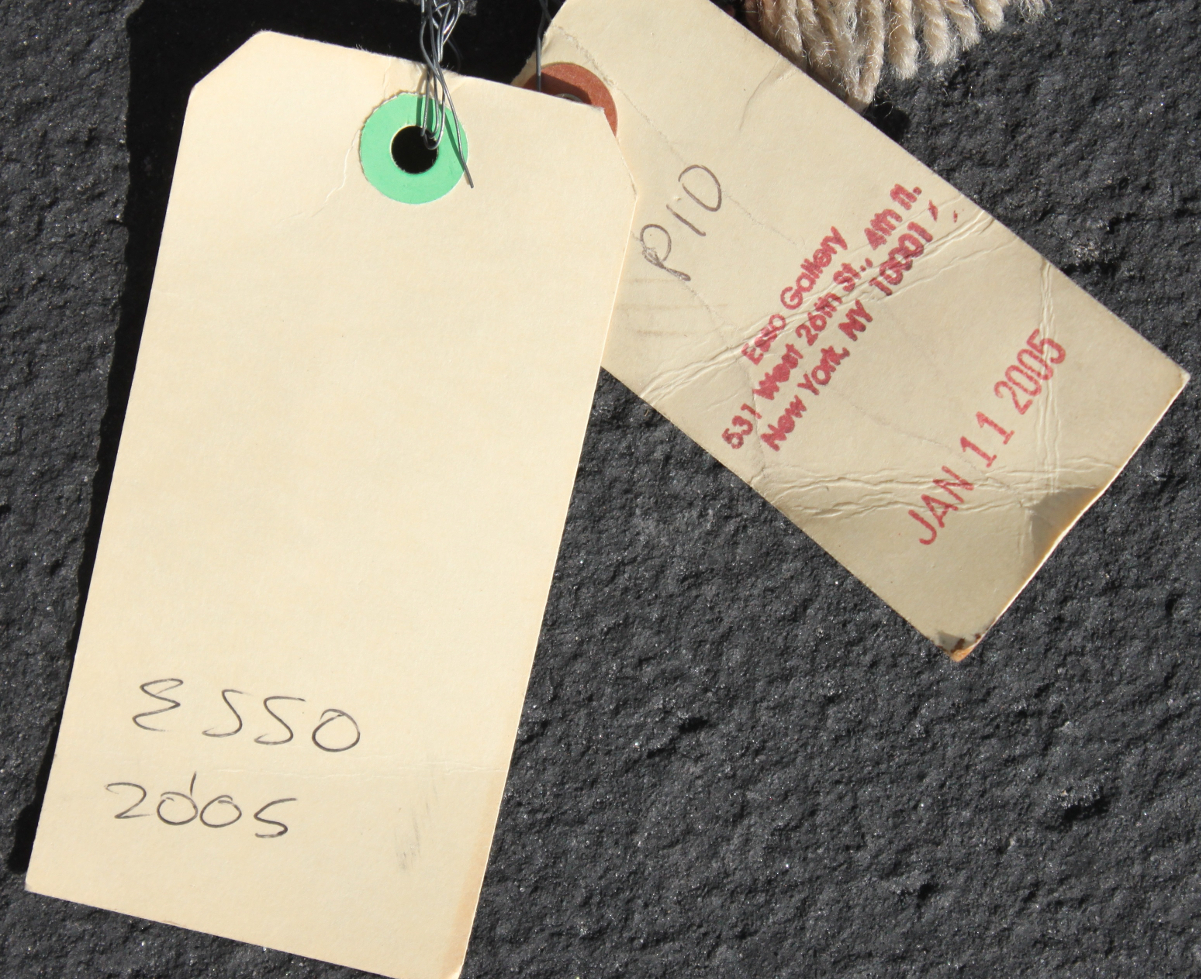 ESSO
2005
P10
Esso Gallery
531 West 26th St., 4th fl.
New York, NY 10001
JAN 11 2005